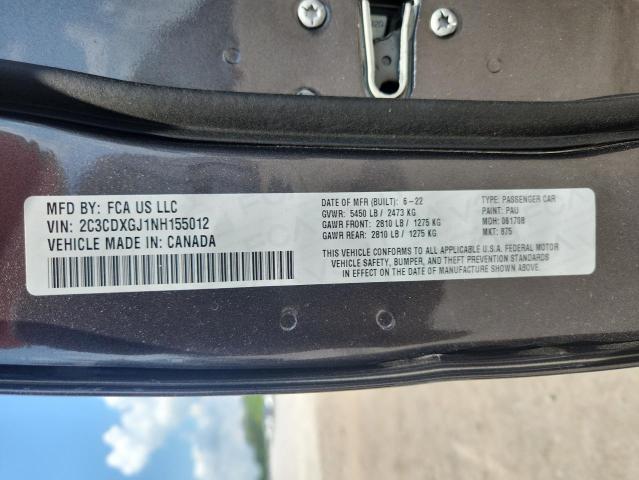 MFD BY: FCA US LLC
VIN: 2C3CDXGJ1NH155012
VEHICLE MADE IN: CANADA
DATE OF MFR (BUILT): 6-22
GVWR: 5450 LB / 2473 KG
GAWR FRONT: 2810 LB / 1275 KG
GAWR REAR: 2810 LB / 1275 KG
TYPE: PASSENGER CAR
PAINT: PAU
MDH: 061708
MKT: 875
THIS VEHICLE CONFORMS TO ALL APPLICABLE U.S.A. FEDERAL MOTOR
VEHICLE SAFETY, BUMPER, AND THEFT PREVENTION STANDARDS
IN EFFECT ON THE DATE OF MANUFACTURE SHOWN ABOVE